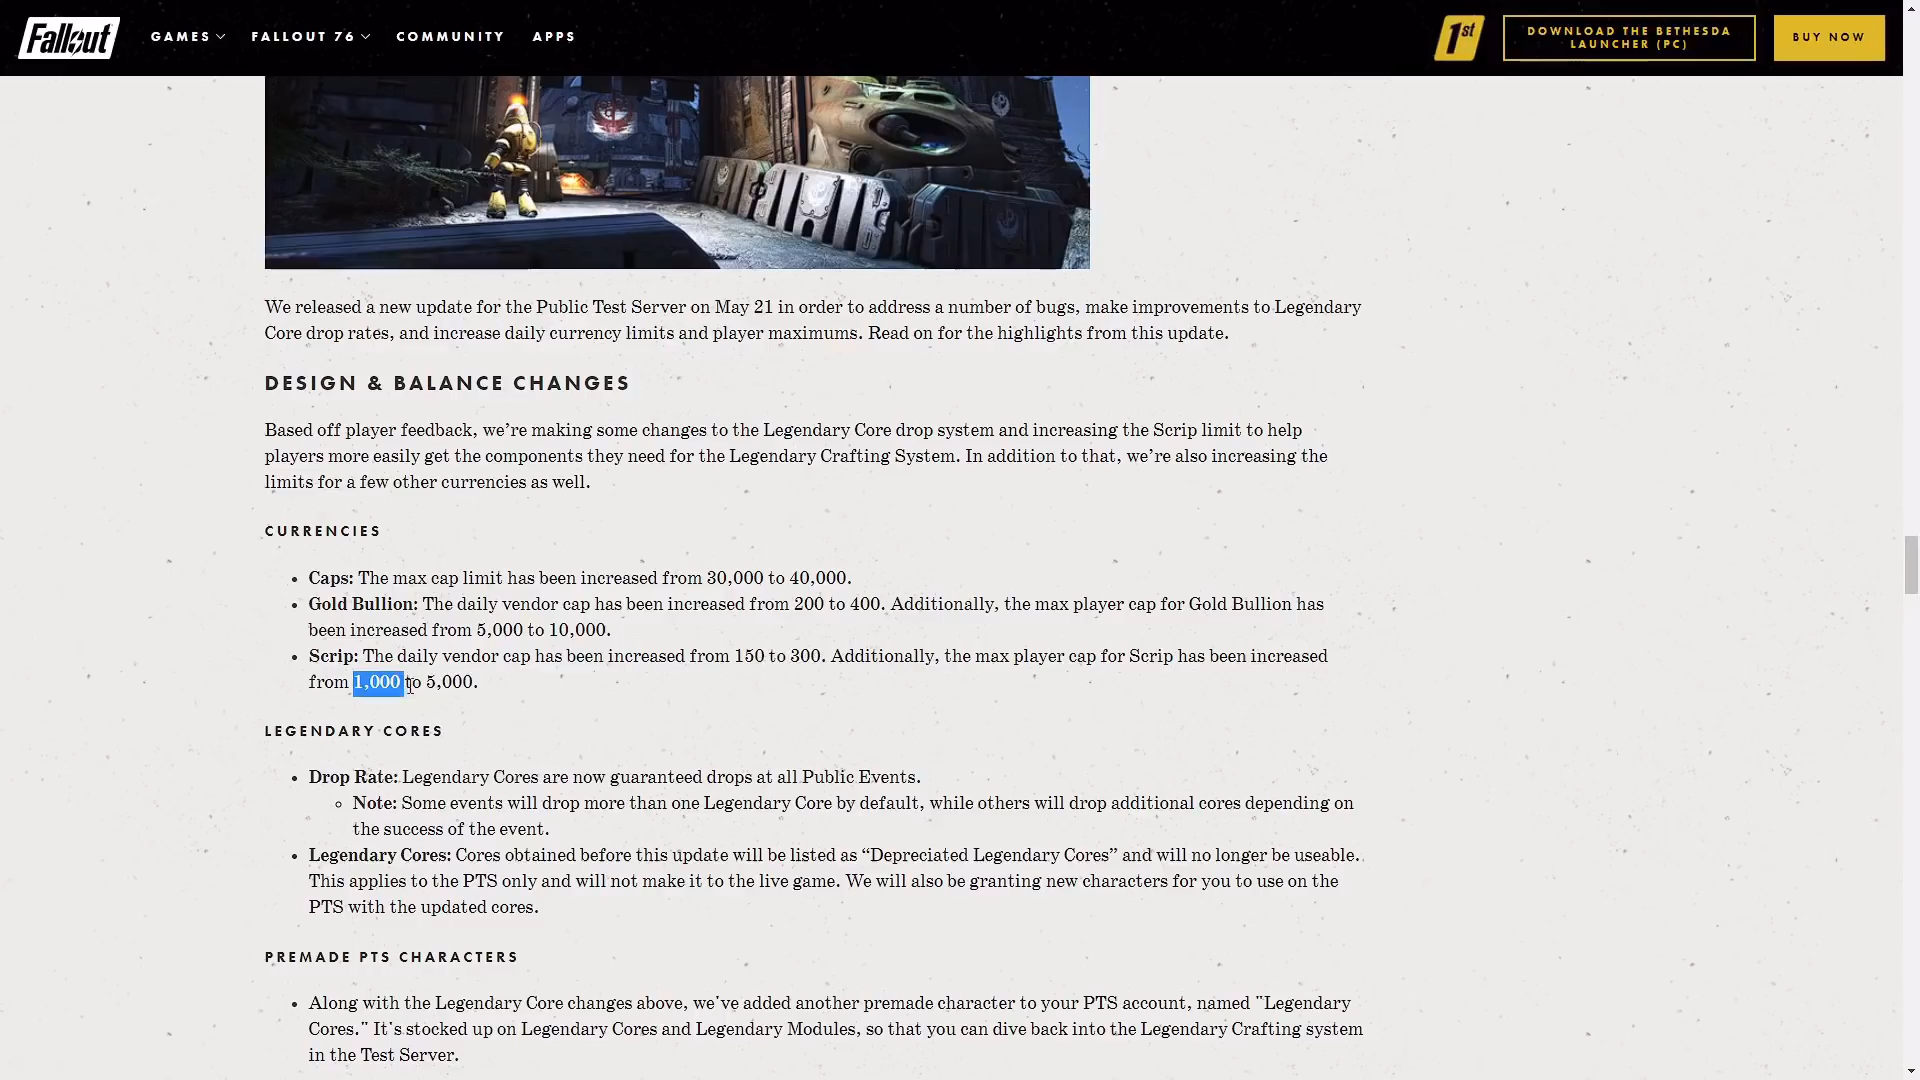 Fallout GAMES FALLOUT 76 COMMUNITY APPS 1st DOWNLOAD THE BETHESDA
LAUNCHER (PC) BUY NOW
We released a new update for the Public Test Server on May 21 in order to address a number of bugs, make improvements to Legendary
Core drop rates, and increase daily currency limits and player maximums. Read on for the highlights from this update.
DESIGN & BALANCE CHANGES
Based off player feedback, we're making some changes to the Legendary Core drop system and increasing the Scrip limit to help
players more easily get the components they need for the Legendary Crafting System. In addition to that, we're also increasing the
limits for a few other currencies as well.
CURRENCIES
• Caps: The max cap limit has been increased from 30,000 to 40,000.
• Gold Bullion: The daily vendor cap has been increased from 200 to 400. Additionally, the max player cap for Gold Bullion has
been increased from 5,000 to 10,000.
• Scrip: The daily vendor cap has been increased from 150 to 300. Additionally, the max player cap for Scrip has been increased
from 1,000 to 5,000.
LEGENDARY CORES
• Drop Rate: Legendary Cores are now guaranteed drops at all Public Events.
◦ Note: Some events will drop more than one Legendary Core by default, while others will drop additional cores depending on
the success of the event.
• Legendary Cores: Cores obtained before this update will be listed as “Depreciated Legendary Cores” and will no longer be useable.
This applies to the PTS only and will not make it to the live game. We will also be granting new characters for you to use on the
PTS with the updated cores.
PREMADE PTS CHARACTERS
• Along with the Legendary Core changes above, we've added another premade character to your PTS account, named "Legendary
Cores." It's stocked up on Legendary Cores and Legendary Modules, so that you can dive back into the Legendary Crafting system
in the Test Server.